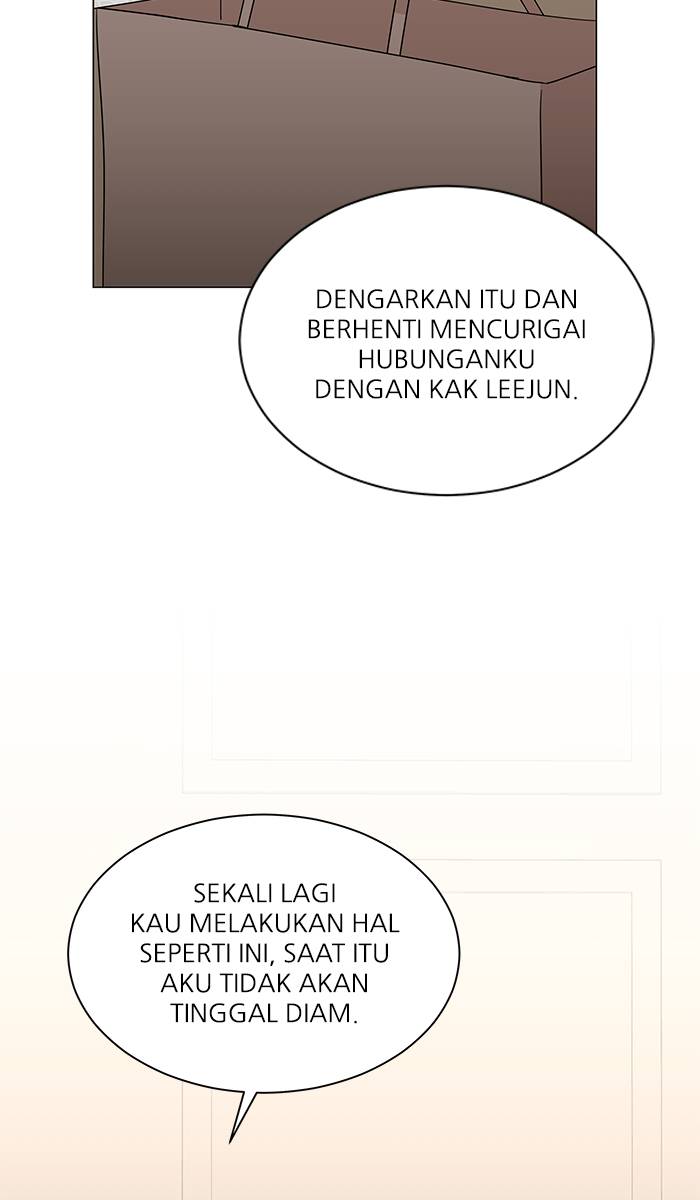 DENGARKAN ITU DAN
BERHENTI MENCURIGAI
HUBUNGANKU
DENGAN KAK LEEJUN.
SEKALI LAGI
KAU MELAKUKAN HAL
SEPERTI INI, SAAT ITU
AKU TIDAK AKAN
TINGGAL DIAM.